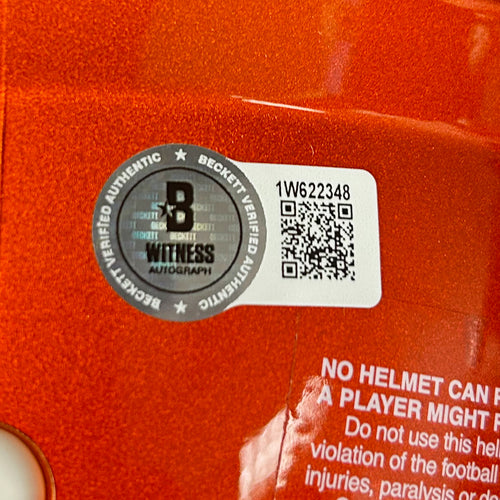 BECKETT VERIFIED AUTHENTIC
BECKETT VERIFIED AUTHENTIC
B
WITNESS
AUTOGRAPH
1W622348
NO HELMET CAN
A PLAYER MIGHT
Do not use this
violation of the football
injuries, paralysis or